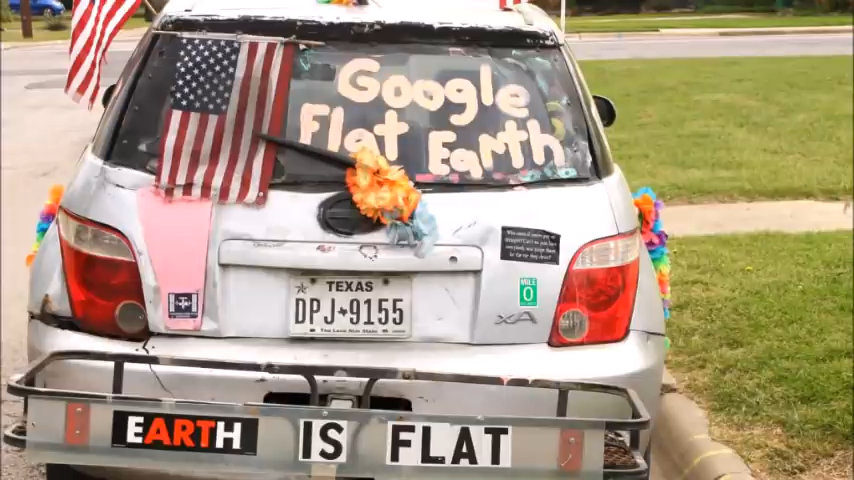 Google
Flat
Earth
TEXAS
DPJ★9155
The Lone Star State
MILE
0
xA
EARTH IS FLAT